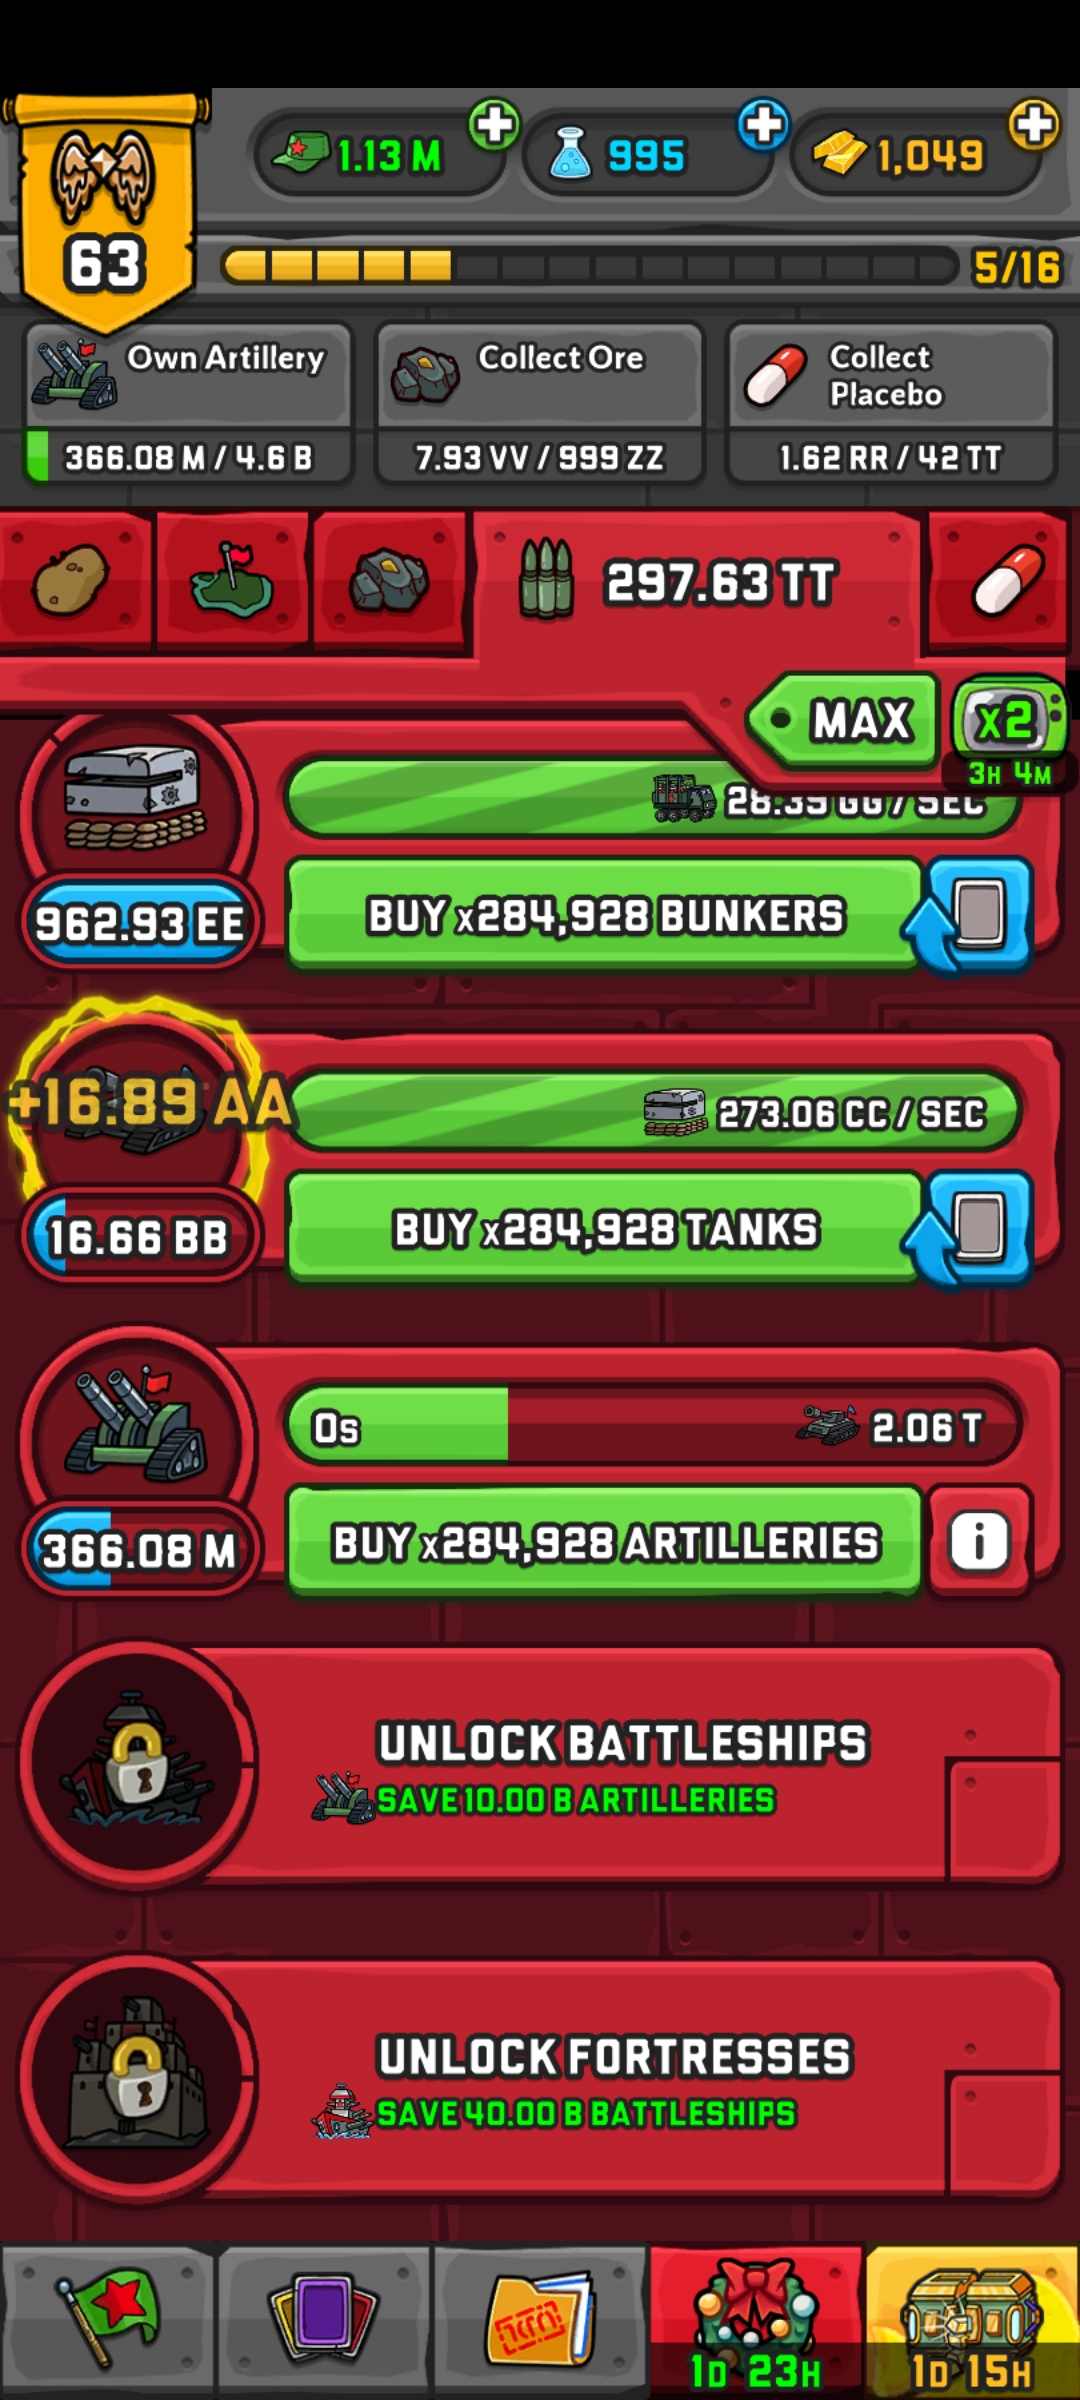 1.13 M
995
1,049
63
5/16
Own Artillery
366.08 M / 4.6 B
Collect Ore
7.93 VV / 999 ZZ
Collect
Placebo
1.62 RR / 42 TT
297.63 TT
MAX
x2
3H 4M
28.39 GG / SEC
962.93 EE
BUY x284,928 BUNKERS
+16.89 AA
273.06 CC / SEC
16.66 BB
BUY x284,928 TANKS
0s
2.06 T
366.08 M
BUY x284,928 ARTILLERIES
i
UNLOCK BATTLESHIPS
SAVE 10.00 B ARTILLERIES
UNLOCK FORTRESSES
SAVE 40.00 B BATTLESHIPS
1D 23H
1D 15H